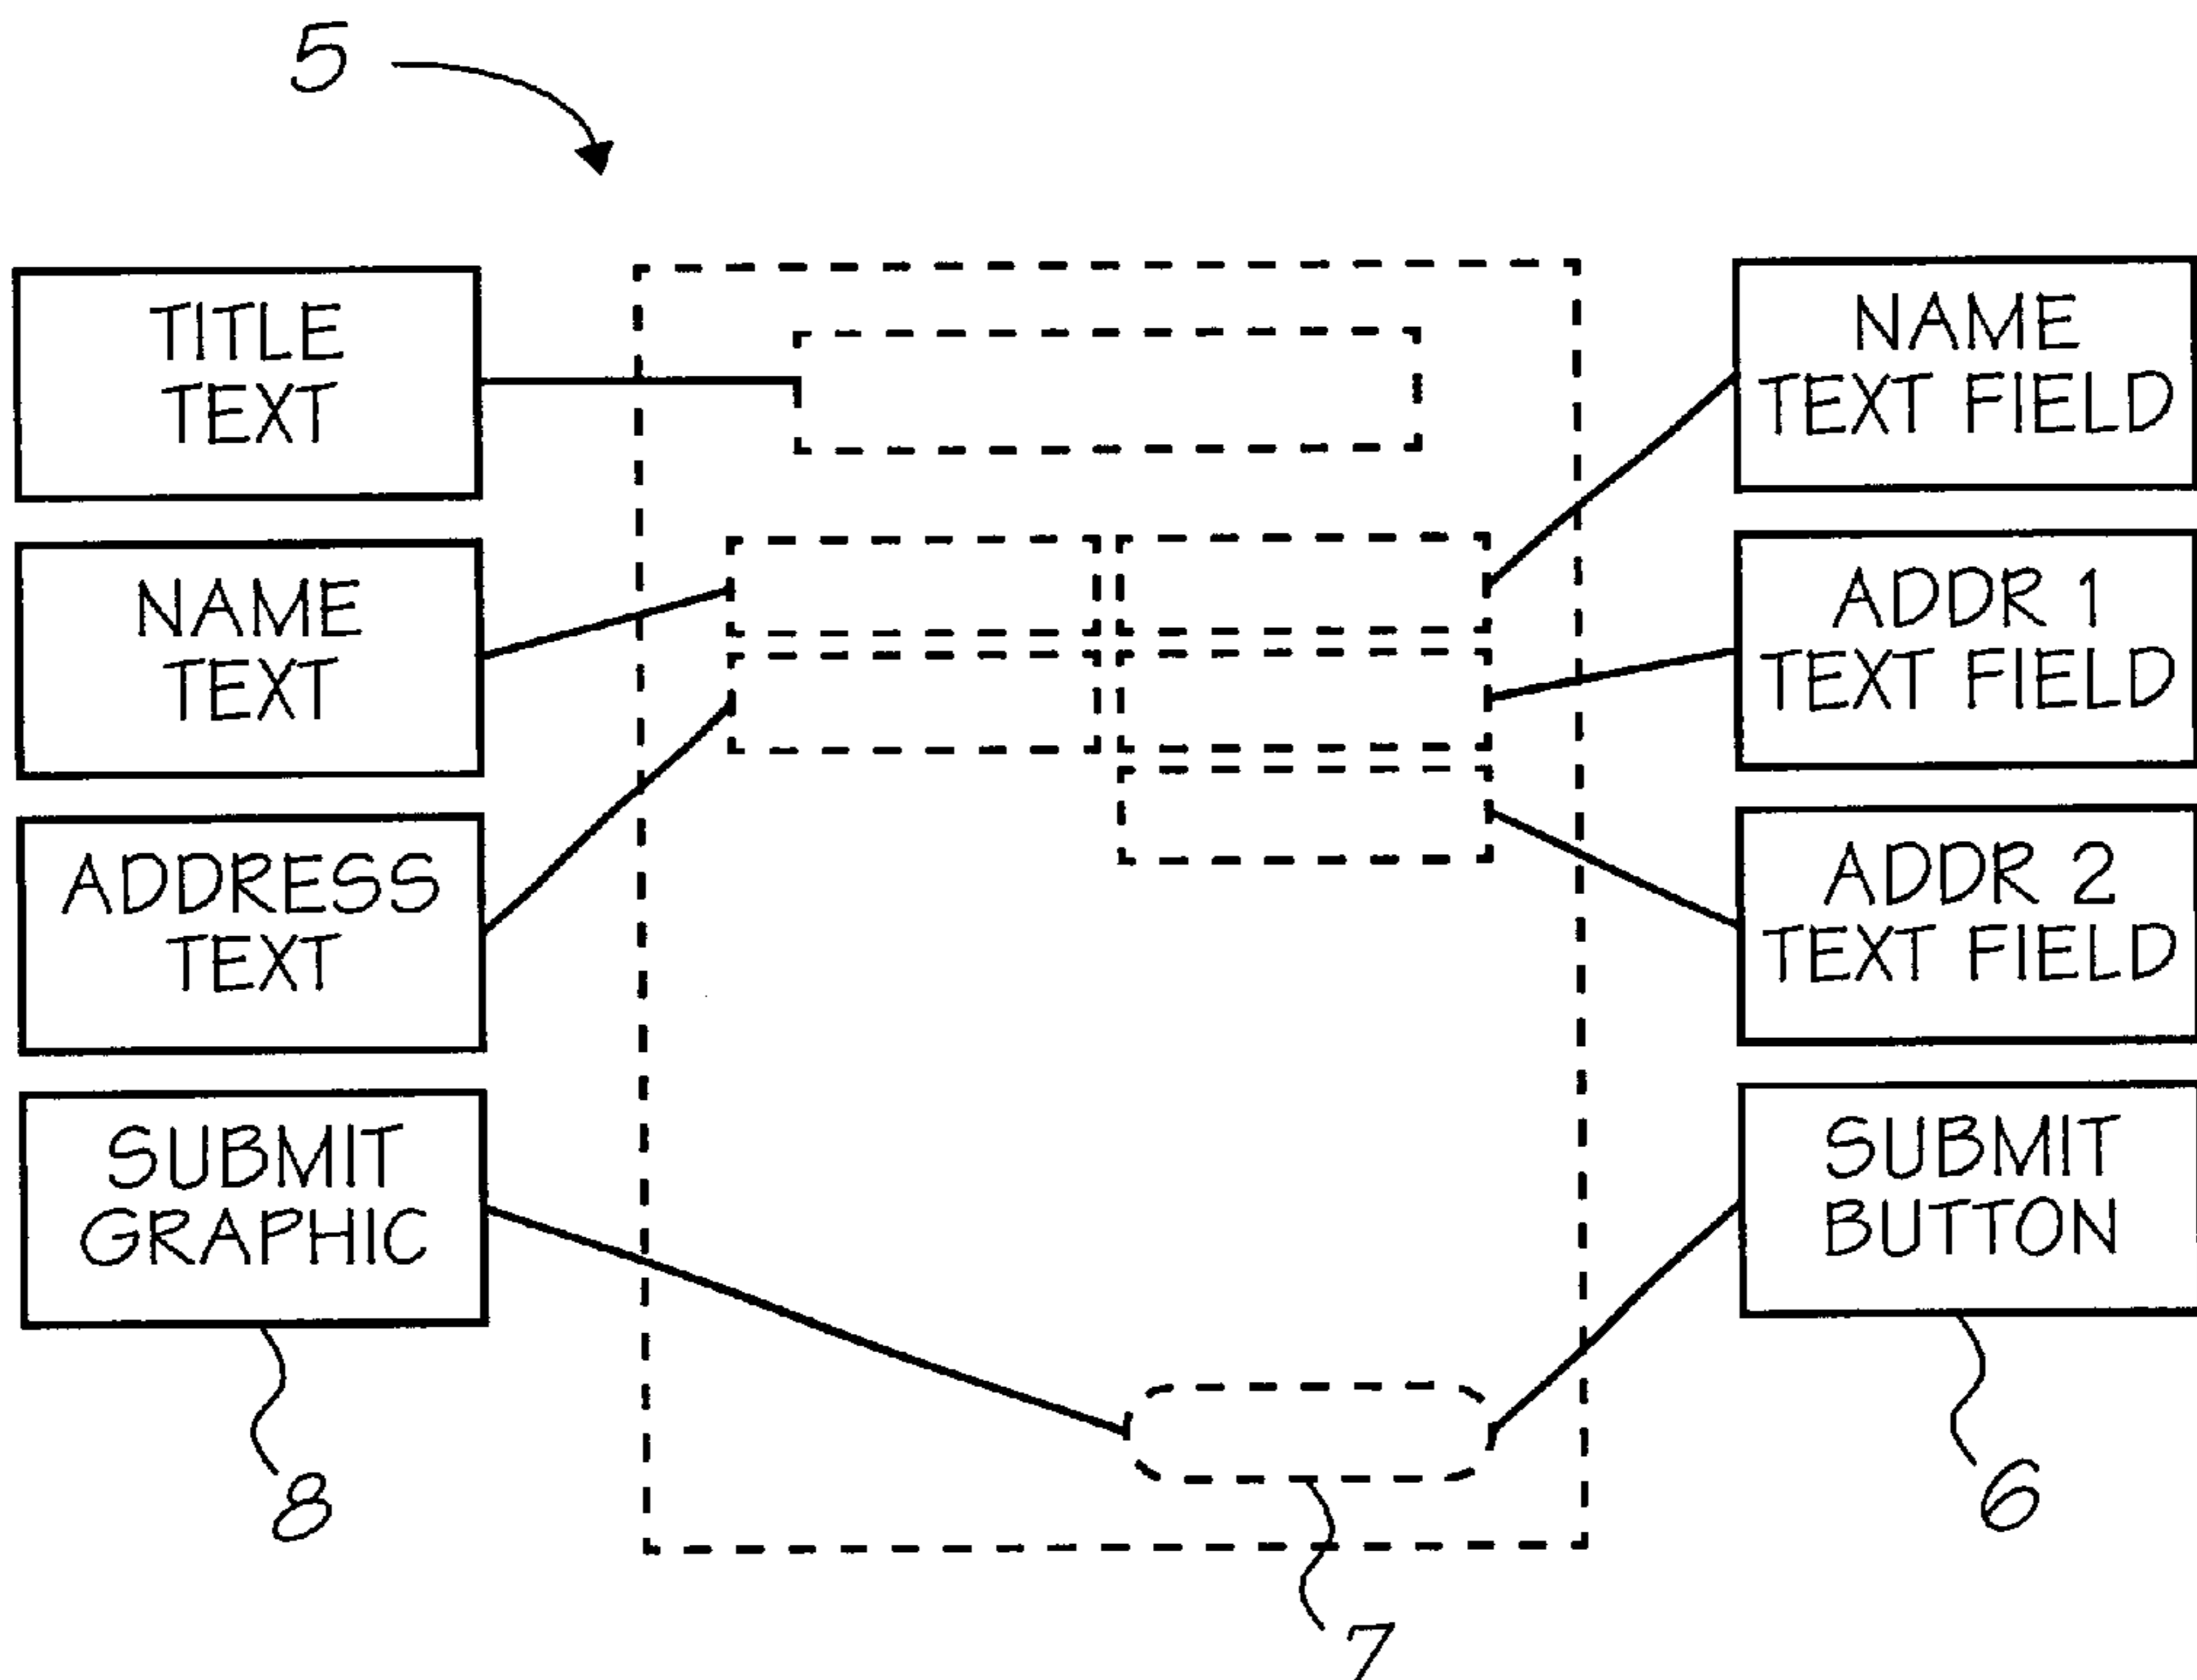 5
TITLE
TEXT
NAME
TEXT
ADDRESS
TEXT
SUBMIT
GRAPHIC
8
NAME
TEXT FIELD
ADDR 1
TEXT FIELD
ADDR 2
TEXT FIELD
SUBMIT
BUTTON
6
7